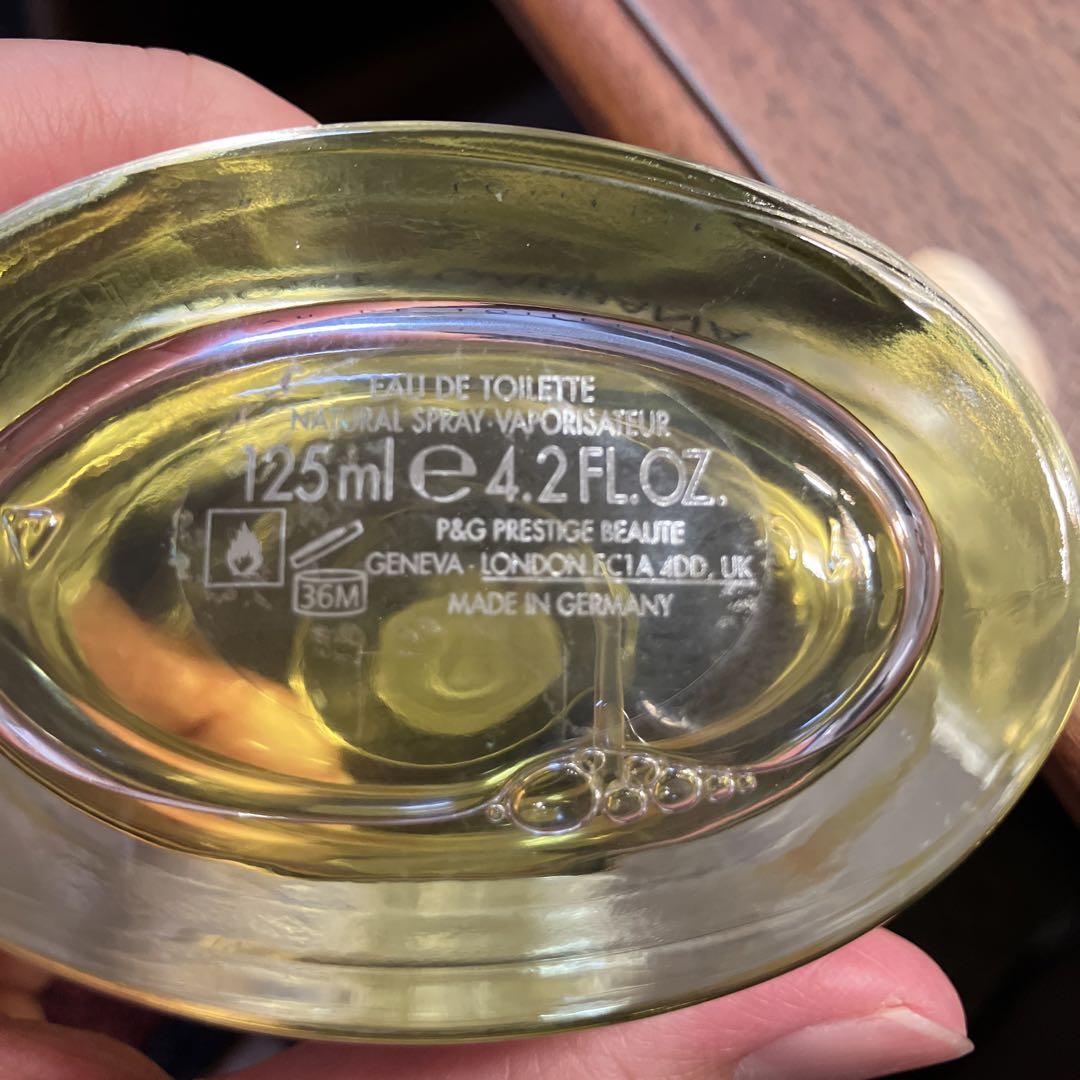 EAU DE TOILETTE
NATURAL SPRAY·VAPORISATEUR
125ml e 4.2 FL.OZ.
P&G PRESTIGE BEAUTE
GENEVA · LONDON EC1A 4DD, UK
36M
MADE IN GERMANY